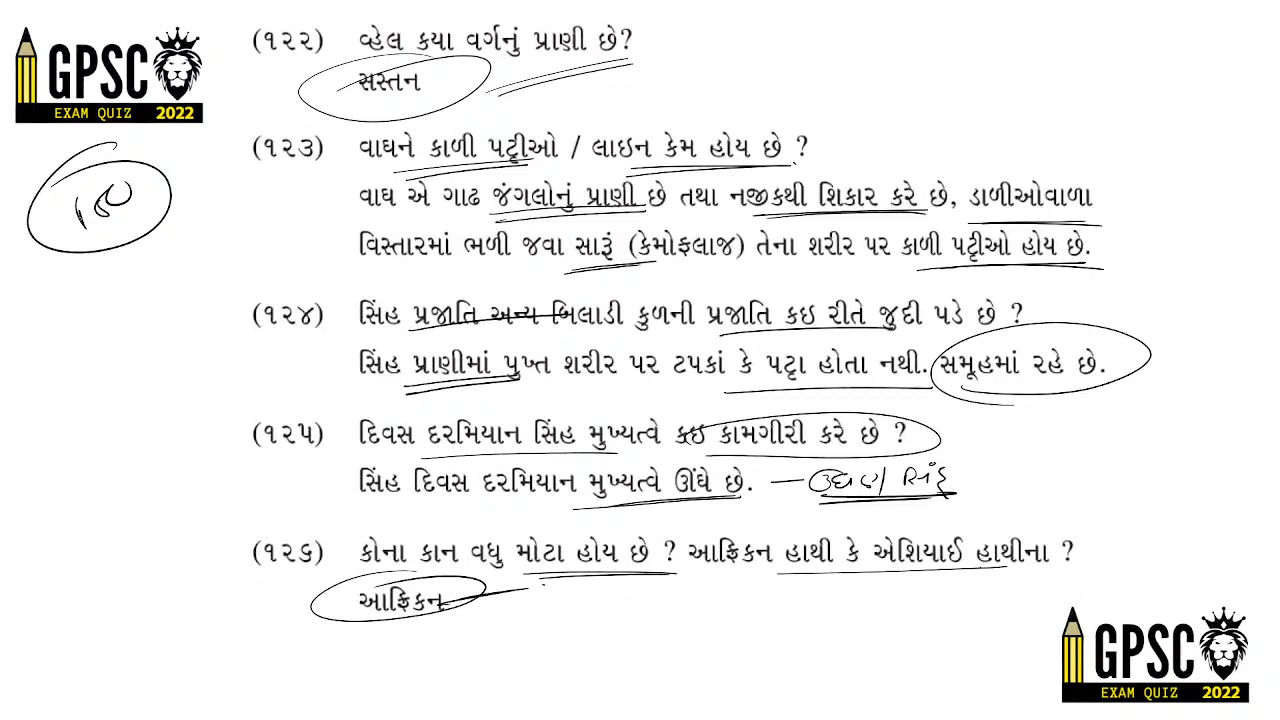 GPSC
EXAM QUIZ 2022
(૧૨૨) વ્હેલ કયા વર્ગનું પ્રાણી છે?
સસ્તન
(૧૨૩) વાઘને કાળી પટ્ટીઓ / લાઇન કેમ હોય છે ?
વાઘ એ ગાઢ જંગલોનું પ્રાણી છે તથા નજીકથી શિકાર કરે છે, ડાળીઓવાળા
વિસ્તારમાં ભળી જવા સારૂં (કેમોફલાજ) તેના શરીર પર કાળી પટ્ટીઓ હોય છે.
(૧૨૪) સિંહ પ્રજાતિ અન્ય બિલાડી કુળની પ્રજાતિ કઇ રીતે જુદી પડે છે ?
સિંહ પ્રાણીમાં પુખ્ત શરીર પર ટપકાં કે પટ્ટા હોતા નથી. સમૂહમાં રહે છે.
(૧૨૫) દિવસ દરમિયાન સિંહ મુખ્યત્વે કઇ કામગીરી કરે છે ?
સિંહ દિવસ દરમિયાન મુખ્યત્વે ઊંઘે છે. — સિંહ
(૧૨૬) કોના કાન વધુ મોટા હોય છે ? આફ્રિકન હાથી કે એશિયાઈ હાથીના ?
આફ્રિકન
GPSC
EXAM QUIZ 2022